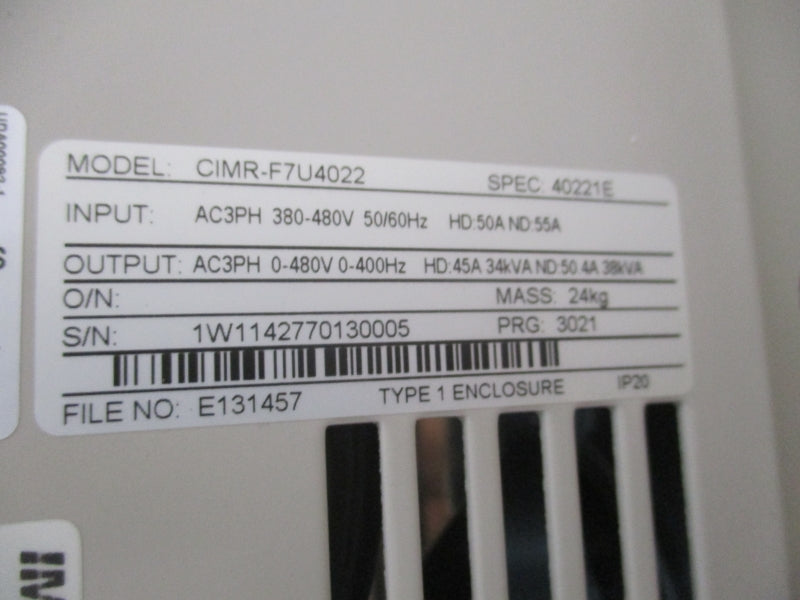 MODEL: CIMR-F7U4022 SPEC: 40221E
INPUT: AC3PH 380-480V 50/60Hz HD:50A ND:55A
OUTPUT: AC3PH 0-480V 0-400Hz HD:45A 34kVA ND:50.4A 38kVA
O/N: MASS: 24kg
S/N: 1W1142770130005 PRG: 3021
FILE NO: E131457 TYPE 1 ENCLOSURE IP20